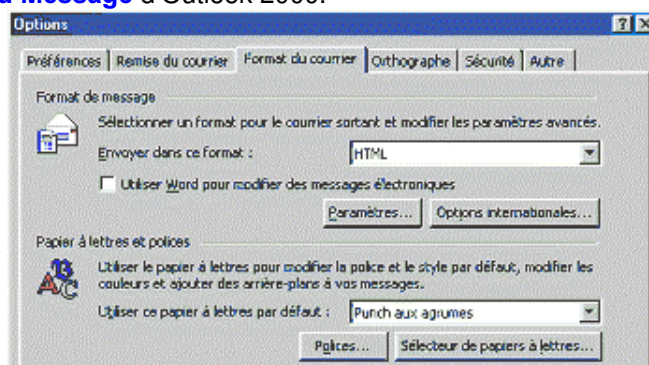 Message d'Outlook 2000.
Options
Préférences Remise du courrier Format du courrier Orthographe Sécurité Autre
Format de message
Sélectionner un format pour le courrier sortant et modifier les paramètres avancés.
Envoyer dans ce format : HTML
Utiliser Word pour modifier des messages électroniques
Paramètres... Options internationales...
Papier à lettres et polices
Utiliser le papier à lettres pour modifier la police et le style par défaut, modifier les
couleurs et ajouter des arrière-plans à vos messages.
Utiliser ce papier à lettres par défaut : Punch aux agrumes
Polices... Sélecteur de papiers à lettres...